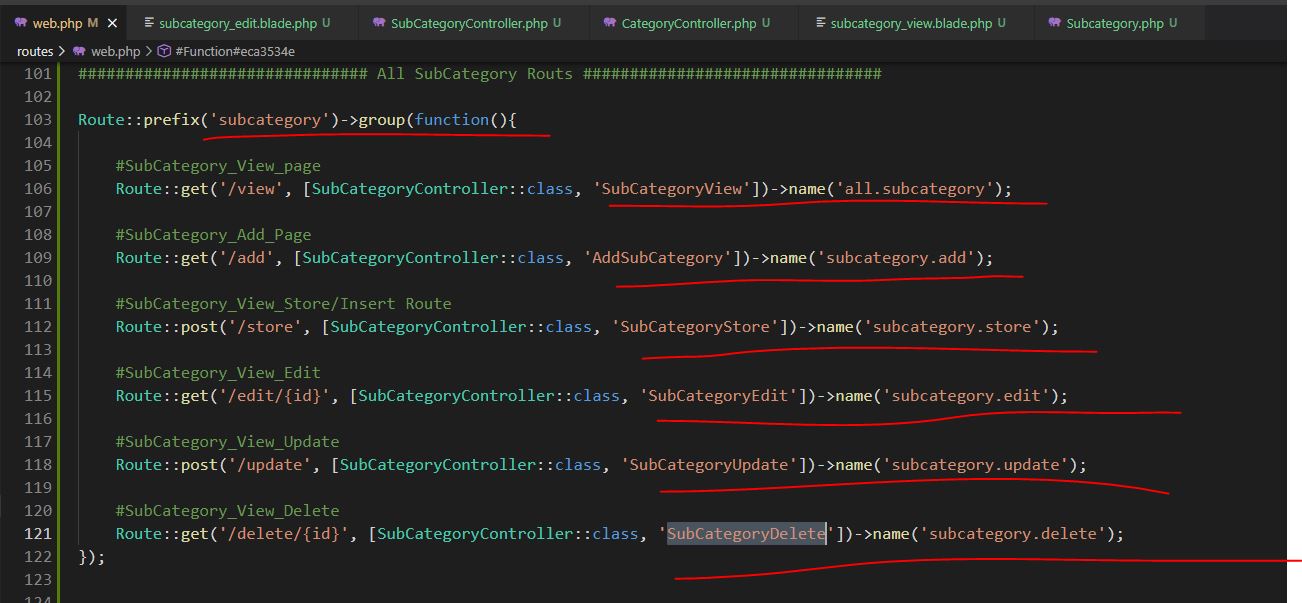 web.php M
subcategory_edit.blade.php U
SubCategoryController.php U
CategoryController.php U
subcategory_view.blade.php U
Subcategory.php U
routes > web.php > #Function#eca3534e
101 ############################### All SubCategory Routs ################################
102
103 Route::prefix('subcategory')->group(function(){
104
105 #SubCategory_View_page
106 Route::get('/view', [SubCategoryController::class, 'SubCategoryView'])->name('all.subcategory');
107
108 #SubCategory_Add_Page
109 Route::get('/add', [SubCategoryController::class, 'AddSubCategory'])->name('subcategory.add');
110
111 #SubCategory_View_Store/Insert Route
112 Route::post('/store', [SubCategoryController::class, 'SubCategoryStore'])->name('subcategory.store');
113
114 #SubCategory_View_Edit
115 Route::get('/edit/{id}', [SubCategoryController::class, 'SubCategoryEdit'])->name('subcategory.edit');
116
117 #SubCategory_View_Update
118 Route::post('/update', [SubCategoryController::class, 'SubCategoryUpdate'])->name('subcategory.update');
119
120 #SubCategory_View_Delete
121 Route::get('/delete/{id}', [SubCategoryController::class, 'SubCategoryDelete'])->name('subcategory.delete');
122 });
123
124